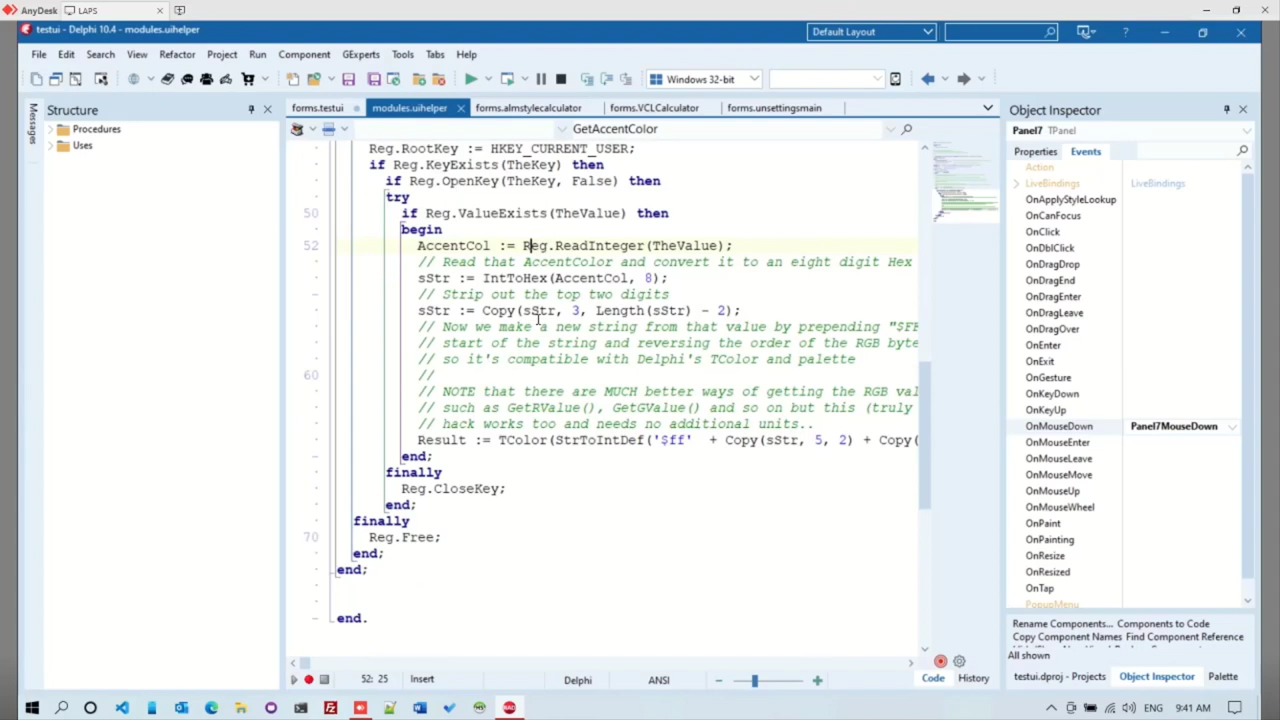 AnyDesk LAPS
testui - Delphi 10.4 - modules.uihelper
Default Layout
File Edit Search View Refactor Project Run Component GExperts Tools Tabs Help
Windows 32-bit
Messages
Structure
Procedures
Uses
forms.testui modules.uihelper forms.almstylecalculator forms.VCLCalculator forms.unsettingsmain
GetAccentColor
Reg.RootKey := HKEY_CURRENT_USER;
if Reg.KeyExists(TheKey) then
if Reg.OpenKey(TheKey, False) then
try
50 if Reg.ValueExists(TheValue) then
begin
52 AccentCol := Reg.ReadInteger(TheValue);
// Read that AccentColor and convert it to an eight digit Hex
sStr := IntToHex(AccentCol, 8);
// Strip out the top two digits
sStr := Copy(sStr, 3, Length(sStr) - 2);
// Now we make a new string from that value by prepending "$FF
// start of the string and reversing the order of the RGB byte
// so it's compatible with Delphi's TColor and palette
60 //
// NOTE that there are MUCH better ways of getting the RGB val
// such as GetRValue(), GetGValue() and so on but this (truly
// hack works too and needs no additional units..
Result := TColor(StrToIntDef('$ff' + Copy(sStr, 5, 2) + Copy(
end;
finally
Reg.CloseKey;
end;
finally
70 Reg.Free;
end;
end;
end.
52: 25 Insert Delphi ANSI Code History
Object Inspector
Panel7 TPanel
Properties Events
Action
LiveBindings LiveBindings
OnApplyStyleLookup
OnCanFocus
OnClick
OnDblClick
OnDragDrop
OnDragEnd
OnDragEnter
OnDragLeave
OnDragOver
OnEnter
OnExit
OnGesture
OnKeyDown
OnKeyUp
OnMouseDown Panel7MouseDown
OnMouseEnter
OnMouseLeave
OnMouseMove
OnMouseUp
OnMouseWheel
OnPaint
OnPainting
OnResize
OnResized
OnTap
PopupMenu
Rename Components... Components to Code
Copy Component Names Find Component Reference
All shown
testui.dproj - Projects Object Inspector Palette
ENG 9:41 AM